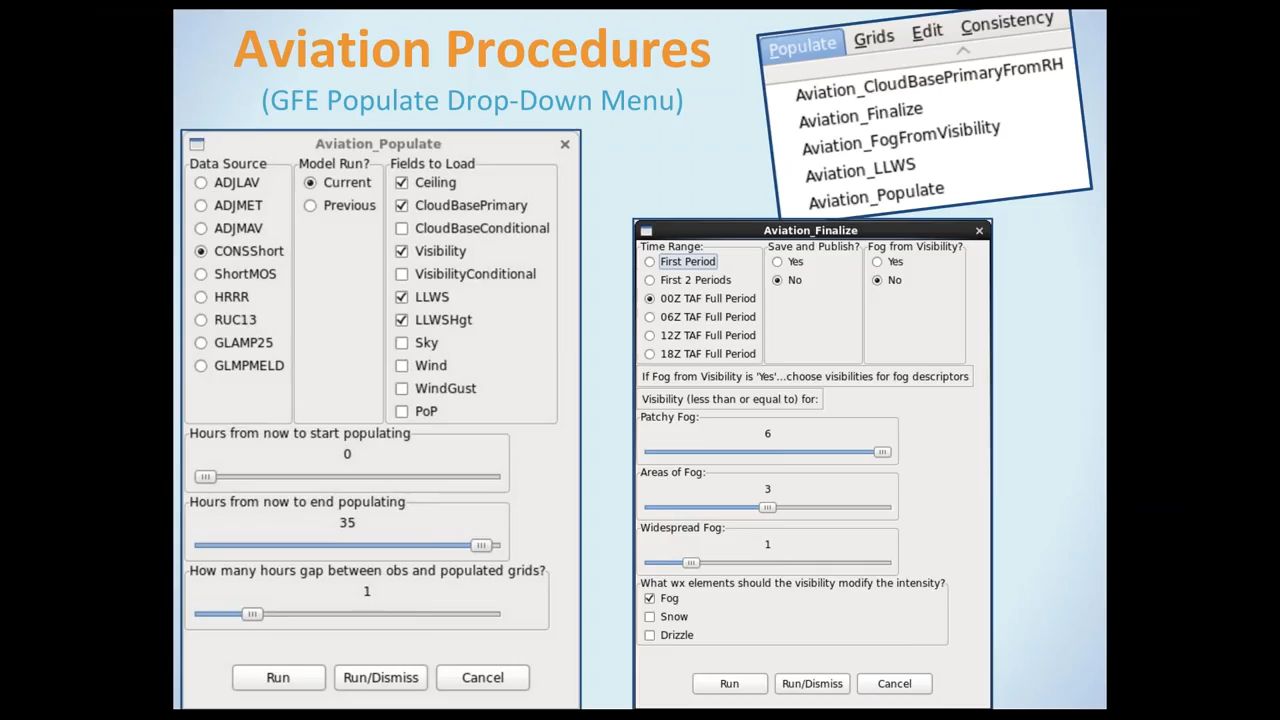 Aviation Procedures
(GFE Populate Drop-Down Menu)
Populate Grids Edit Consistency
Aviation_CloudBasePrimaryFromRH
Aviation_Finalize
Aviation_FogFromVisibility
Aviation_LLWS
Aviation_Populate
Aviation_Populate
Data Source
ADJLAV
ADJMET
ADJMAV
CONSShort
ShortMOS
HRRR
RUC13
GLAMP25
GLMPMELD
Model Run?
Current
Previous
Fields to Load
Ceiling
CloudBasePrimary
CloudBaseConditional
Visibility
VisibilityConditional
LLWS
LLWSHgt
Sky
Wind
WindGust
PoP
Hours from now to start populating
0
Hours from now to end populating
35
How many hours gap between obs and populated grids?
1
Run Run/Dismiss Cancel
Aviation_Finalize
Time Range:
First Period
First 2 Periods
00Z TAF Full Period
06Z TAF Full Period
12Z TAF Full Period
18Z TAF Full Period
Save and Publish?
Yes
No
Fog from Visibility?
Yes
No
If Fog from Visibility is 'Yes'...choose visibilities for fog descriptors
Visibility (less than or equal to) for:
Patchy Fog:
6
Areas of Fog:
3
Widespread Fog:
1
What wx elements should the visibility modify the intensity?
Fog
Snow
Drizzle
Run Run/Dismiss Cancel